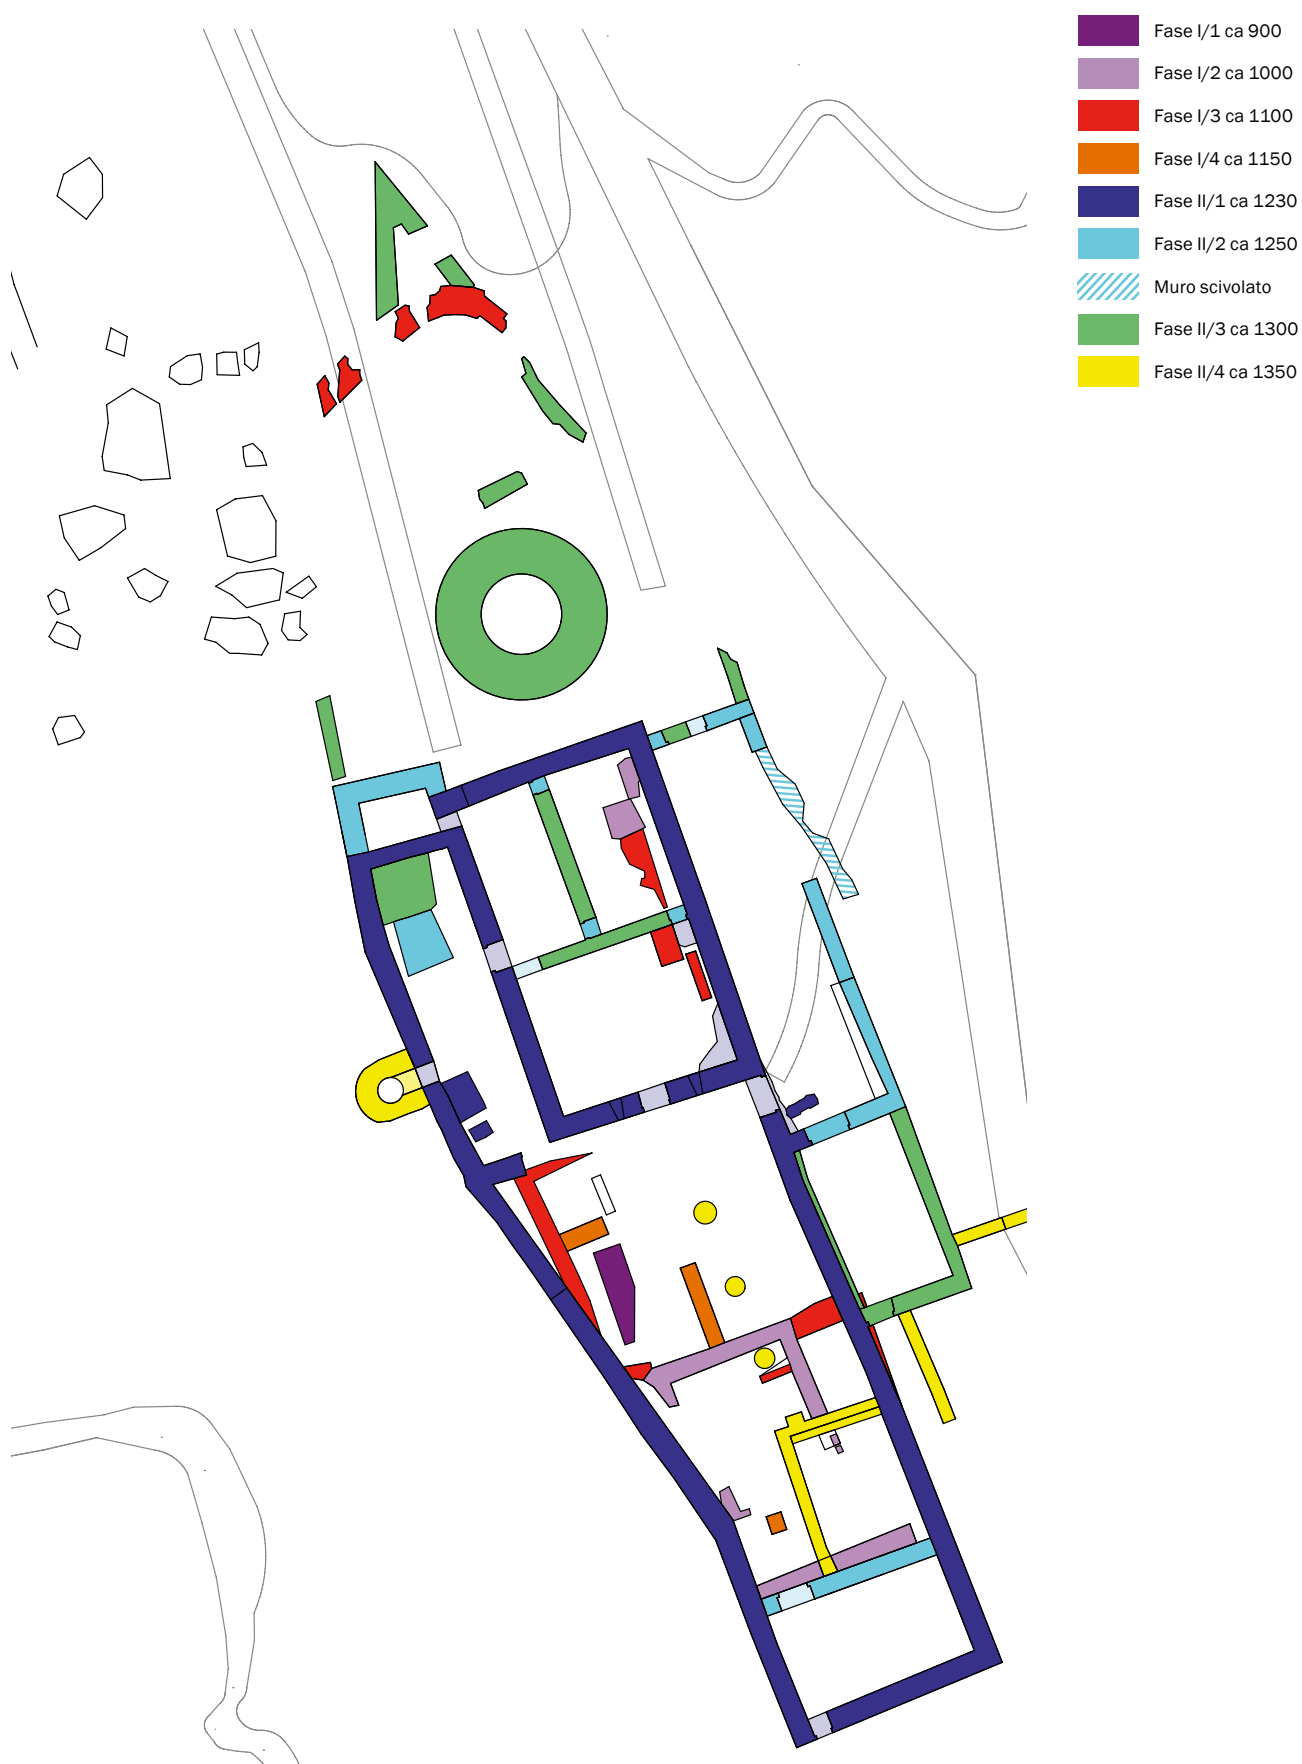 Fase I/1 ca 900
Fase I/2 ca 1000
Fase I/3 ca 1100
Fase I/4 ca 1150
Fase II/1 ca 1230
Fase II/2 ca 1250
Muro scivolato
Fase II/3 ca 1300
Fase II/4 ca 1350